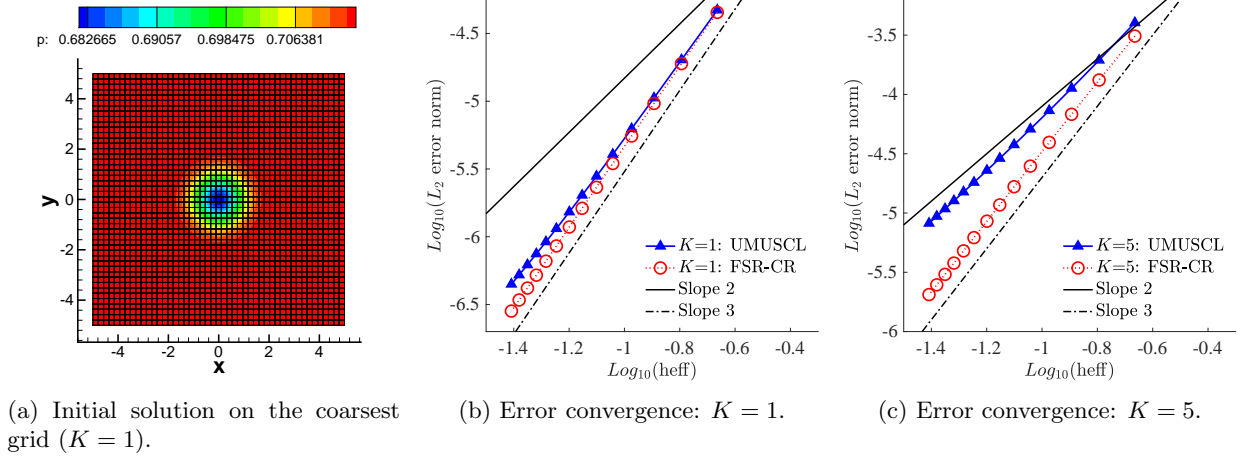 p: 0.682665 0.69057 0.698475 0.706381
y
4
2
0
-2
-4
-4 -2 0 2 4
x
(a) Initial solution on the coarsest
grid (K = 1).
Log10(L2 error norm)
-4.5
-5
-5.5
-6
-6.5
K=1: UMUSCL
K=1: FSR-CR
Slope 2
Slope 3
-1.4 -1.2 -1 -0.8 -0.6 -0.4
Log10(heff)
(b) Error convergence: K = 1.
Log10(L2 error norm)
-3.5
-4
-4.5
-5
-5.5
-6
K=5: UMUSCL
K=5: FSR-CR
Slope 2
Slope 3
-1.4 -1.2 -1 -0.8 -0.6 -0.4
Log10(heff)
(c) Error convergence: K = 5.